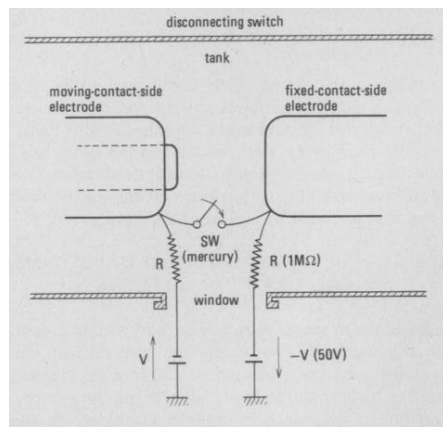 disconnecting switch
tank
moving-contact-side
electrode
fixed-contact-side
electrode
SW
(mercury)
R
R (1MΩ)
window
V
−V (50V)